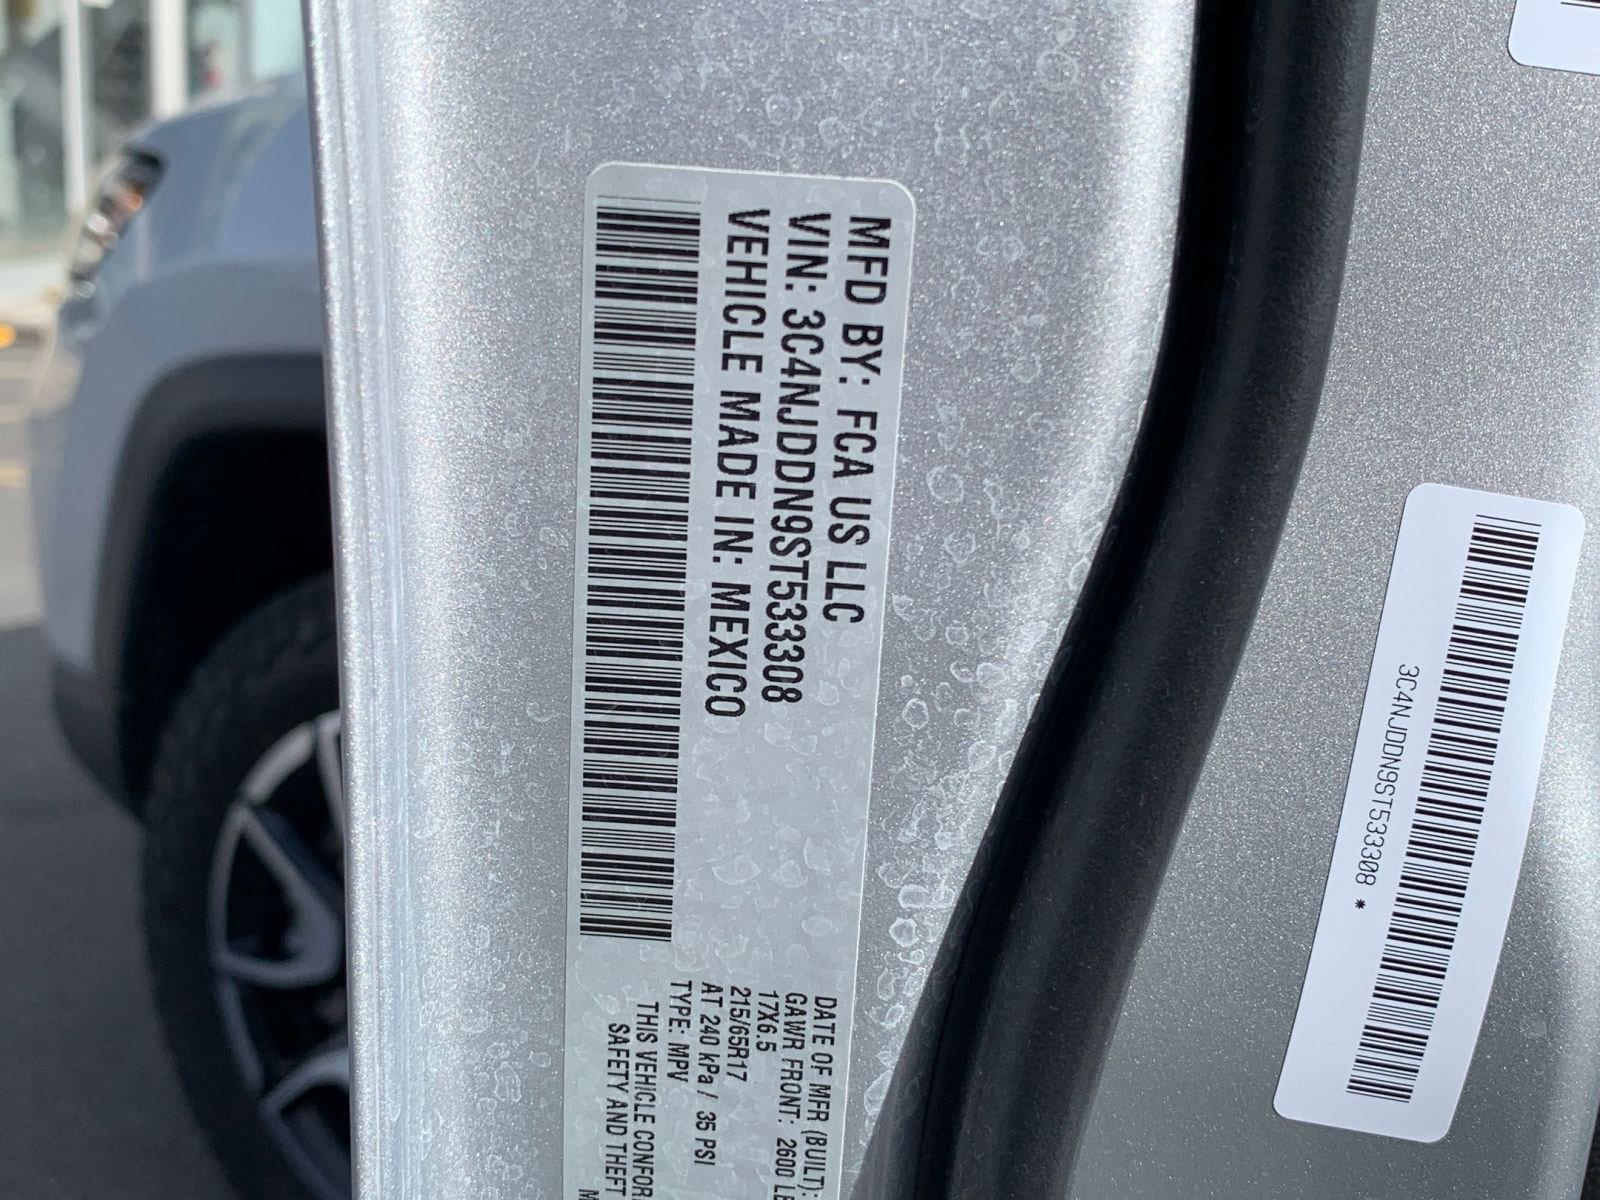 MFD BY: FCA US LLC
VIN: 3C4NJDDN9ST533308
VEHICLE MADE IN: MEXICO
DATE OF MFR (BUILT):
GAWR FRONT: 2600 LB
17X6.5
215/65R17
AT 240 kPa / 35 PSI
TYPE: MPV
THIS VEHICLE CONFOR
SAFETY AND THEFT
M
3C4NJDDN9ST533308 *